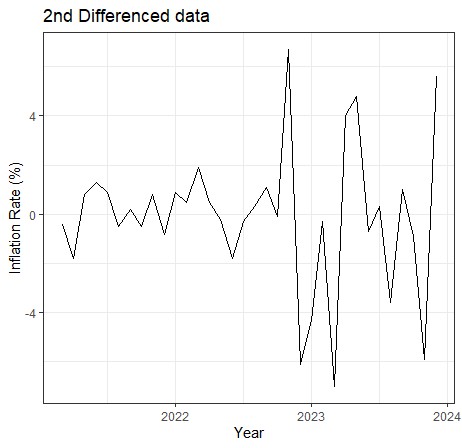 2nd Differenced data
Inflation Rate (%)
4
0
-4
2022
2023
2024
Year